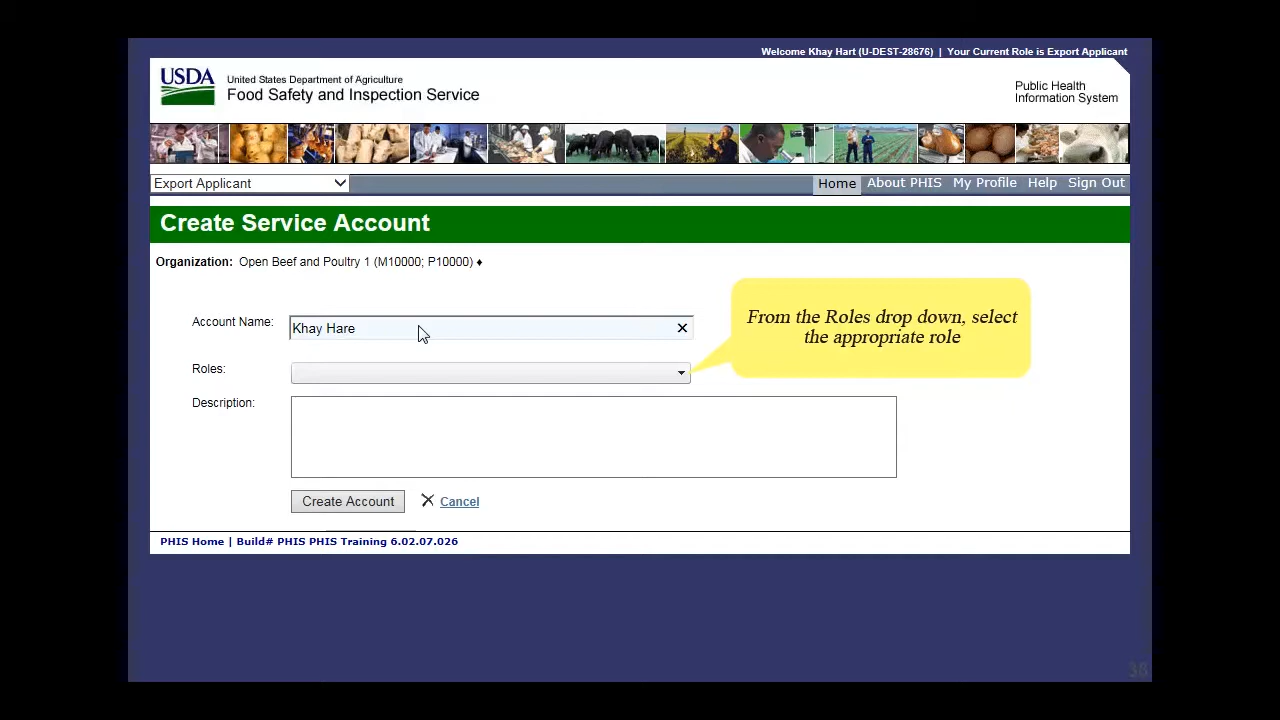 Welcome Khay Hart (U-DEST-28676) | Your Current Role is Export Applicant
USDA
United States Department of Agriculture
Food Safety and Inspection Service
Public Health
Information System
Export Applicant
Home About PHIS My Profile Help Sign Out
Create Service Account
Organization: Open Beef and Poultry 1 (M10000; P10000) ♦
Account Name: Khay Hare
From the Roles drop down, select
the appropriate role
Roles:
Description:
Create Account Cancel
PHIS Home | Build# PHIS PHIS Training 6.02.07.026
38